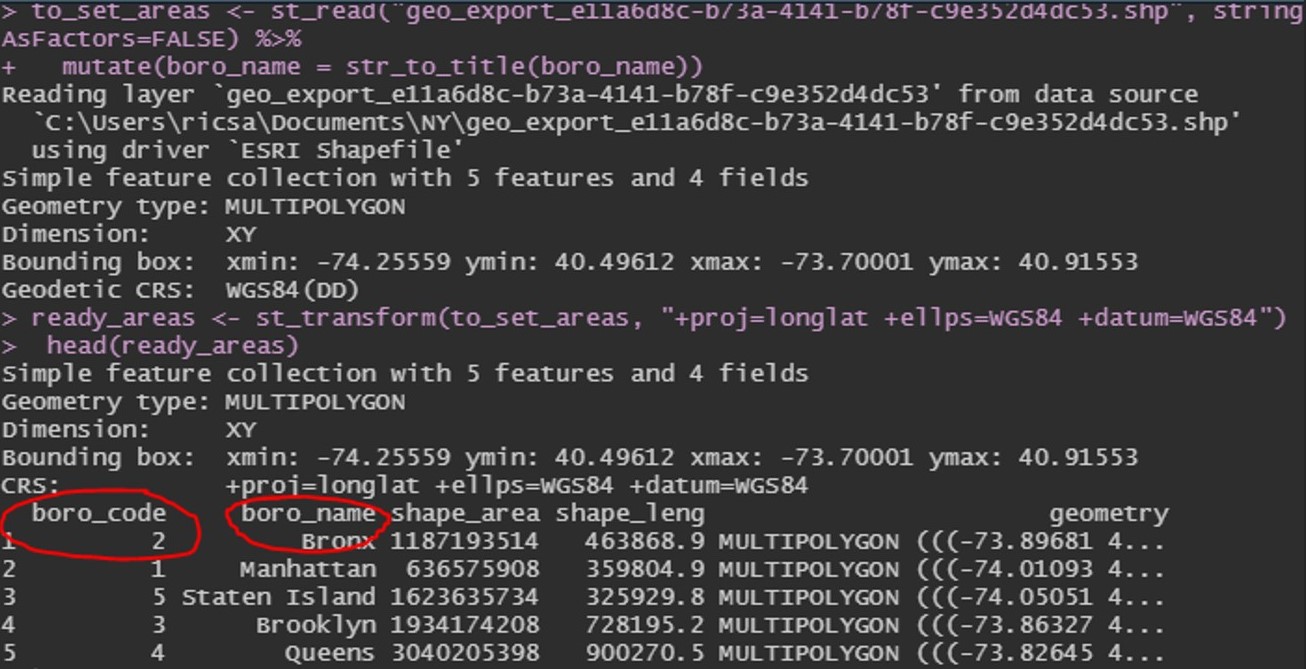 > to_set_areas <- st_read("geo_export_e11a6d8c-b73a-4141-b78f-c9e352d4dc53.shp", string
AsFactors=FALSE) %>%
+   mutate(boro_name = str_to_title(boro_name))
Reading layer `geo_export_e11a6d8c-b73a-4141-b78f-c9e352d4dc53' from data source
  `C:\Users\ricsa\Documents\NY\geo_export_e11a6d8c-b73a-4141-b78f-c9e352d4dc53.shp'
  using driver `ESRI Shapefile'
Simple feature collection with 5 features and 4 fields
Geometry type: MULTIPOLYGON
Dimension:     XY
Bounding box:  xmin: -74.25559 ymin: 40.49612 xmax: -73.70001 ymax: 40.91553
Geodetic CRS:  WGS84(DD)
> ready_areas <- st_transform(to_set_areas, "+proj=longlat +ellps=WGS84 +datum=WGS84")
>  head(ready_areas)
Simple feature collection with 5 features and 4 fields
Geometry type: MULTIPOLYGON
Dimension:     XY
Bounding box:  xmin: -74.25559 ymin: 40.49612 xmax: -73.70001 ymax: 40.91553
CRS:           +proj=longlat +ellps=WGS84 +datum=WGS84
  boro_code     boro_name shape_area shape_leng                       geometry
1         2         Bronx 1187193514   463868.9 MULTIPOLYGON (((-73.89681 4...
2         1     Manhattan  636575908   359804.9 MULTIPOLYGON (((-74.01093 4...
3         5 Staten Island 1623635734   325929.8 MULTIPOLYGON (((-74.05051 4...
4         3      Brooklyn 1934174208   728195.2 MULTIPOLYGON (((-73.86327 4...
5         4        Queens 3040205398   900270.5 MULTIPOLYGON (((-73.82645 4...